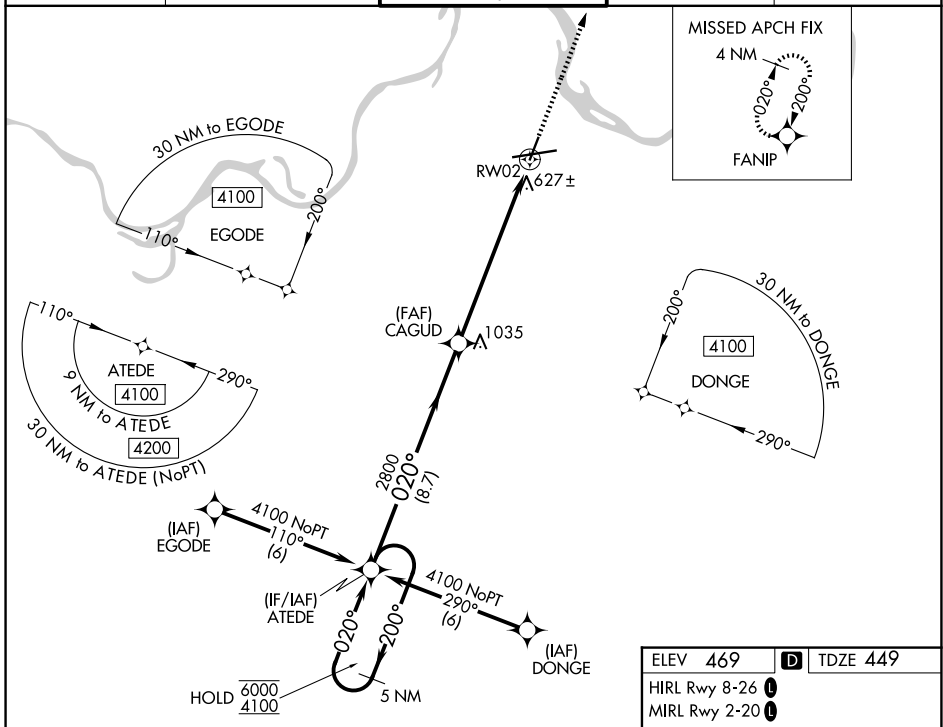 MISSED APCH FIX
4 NM
020°
200°
FANIP
30 NM to EGODE
4100
EGODE
110°
200°
RW02
627±
110°
ATEDE
4100
290°
9 NM to ATEDE
4200
30 NM to ATEDE (NoPT)
(FAF)
CAGUD
1035
30 NM to DONGE
200°
4100
DONGE
290°
2800
020°
(8.7)
(IAF)
EGODE
4100 NoPT
110°
(6)
(IF/IAF)
ATEDE
4100 NoPT
290°
(6)
(IAF)
DONGE
020°
200°
HOLD 6000
4100
5 NM
ELEV 469 D TDZE 449
HIRL Rwy 8-26 L
MIRL Rwy 2-20 L